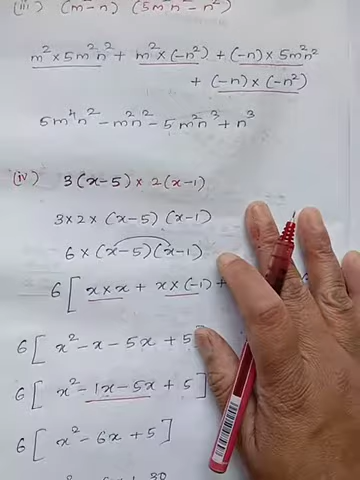 (iii) (m² - n) (5m²n² - n²)
m² × 5m²n² + m² × (-n²) + (-n) × 5m²n²
+ (-n) × (-n²)
5m⁴n² - m²n² - 5m²n³ + n³
(iv) 3(x-5) × 2(x-1)
3×2× (x-5) (x-1)
6 × (x-5)(x-1)
6[ x×x + x×(-1) +
6[ x² - x - 5x + 5]
6[ x² - 1x - 5x + 5]
6[ x² - 6x + 5]